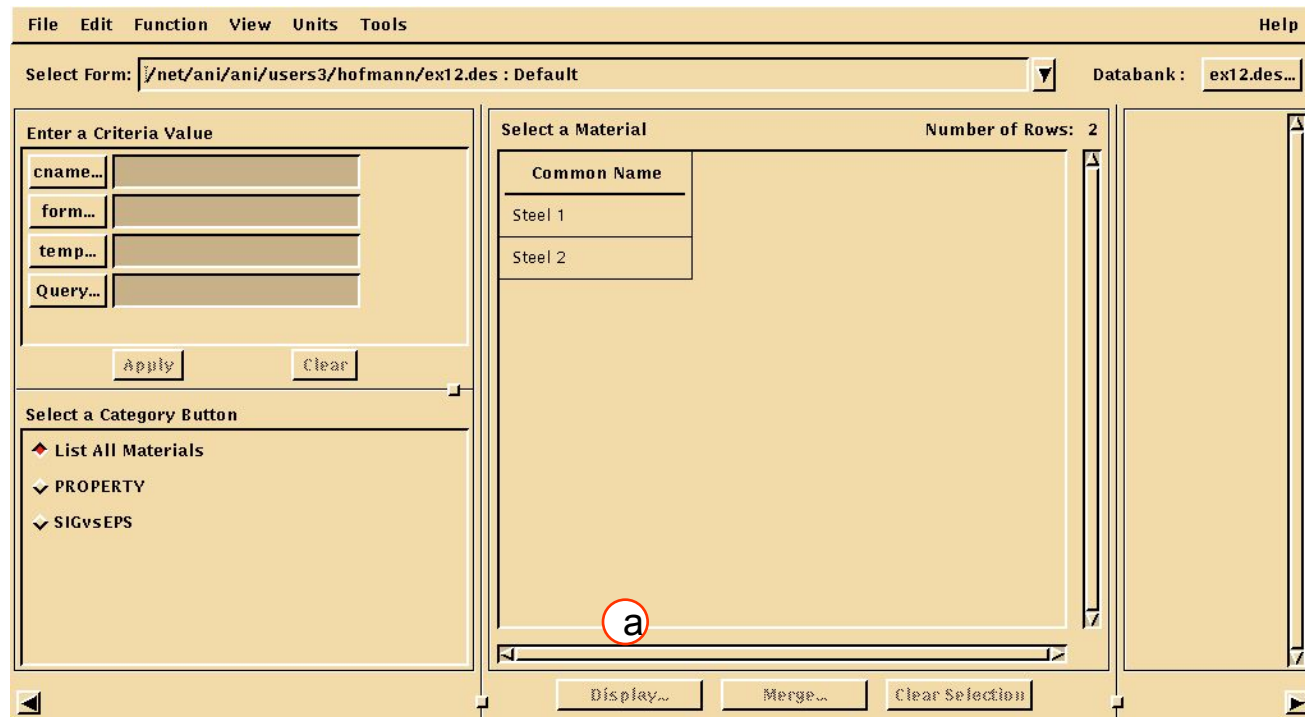 File Edit Function View Units Tools Help
Select Form: /net/ani/ani/users3/hofmann/ex12.des : Default Databank : ex12.des...
Enter a Criteria Value
cname...
form...
temp...
Query...
Apply Clear
Select a Category Button
List All Materials
PROPERTY
SIGvsEPS
Select a Material Number of Rows: 2
Common Name
Steel 1
Steel 2
a
Display... Merge... Clear Selection